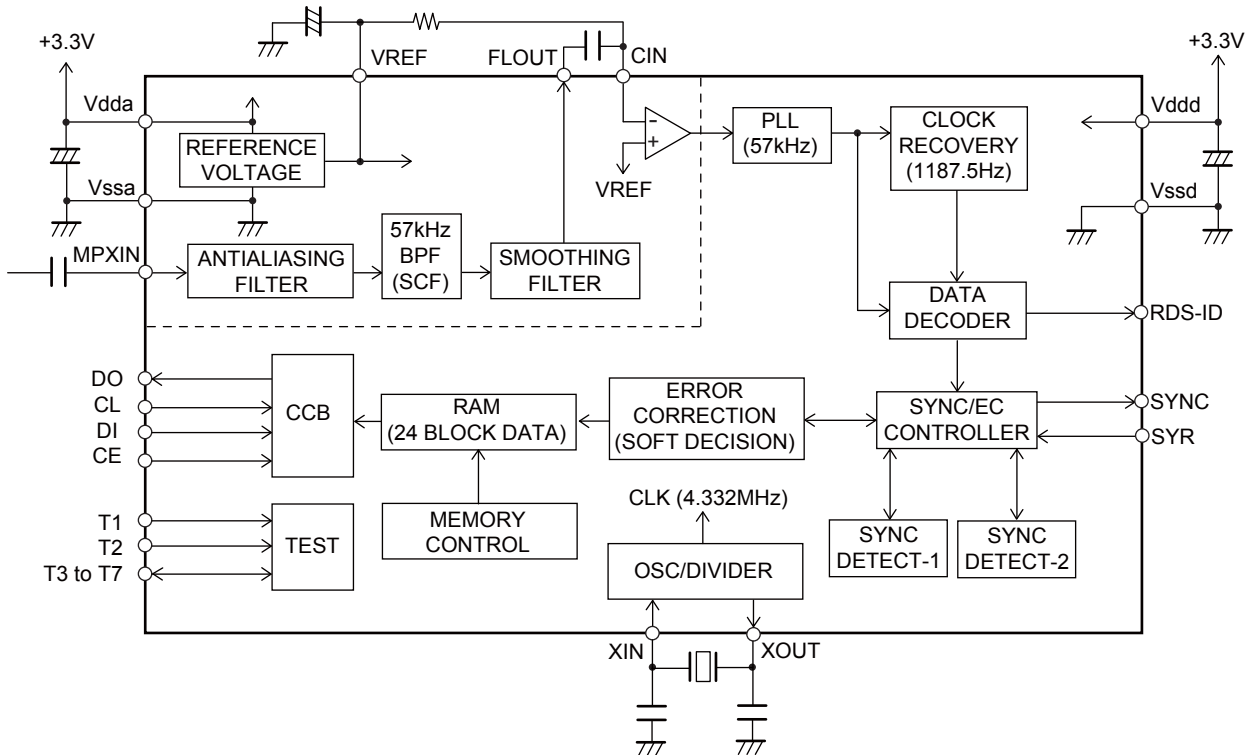 +3.3V
VREF
FLOUT
CIN
+3.3V
Vdda
Vddd
REFERENCE
VOLTAGE
PLL
(57kHz)
CLOCK
RECOVERY
(1187.5Hz)
-
+
VREF
Vssa
Vssd
MPXIN
ANTIALIASING
FILTER
57kHz
BPF
(SCF)
SMOOTHING
FILTER
DATA
DECODER
RDS-ID
DO
CL
DI
CE
CCB
RAM
(24 BLOCK DATA)
ERROR
CORRECTION
(SOFT DECISION)
SYNC/EC
CONTROLLER
SYNC
SYR
CLK (4.332MHz)
T1
T2
T3 to T7
TEST
MEMORY
CONTROL
OSC/DIVIDER
SYNC
DETECT-1
SYNC
DETECT-2
XIN
XOUT